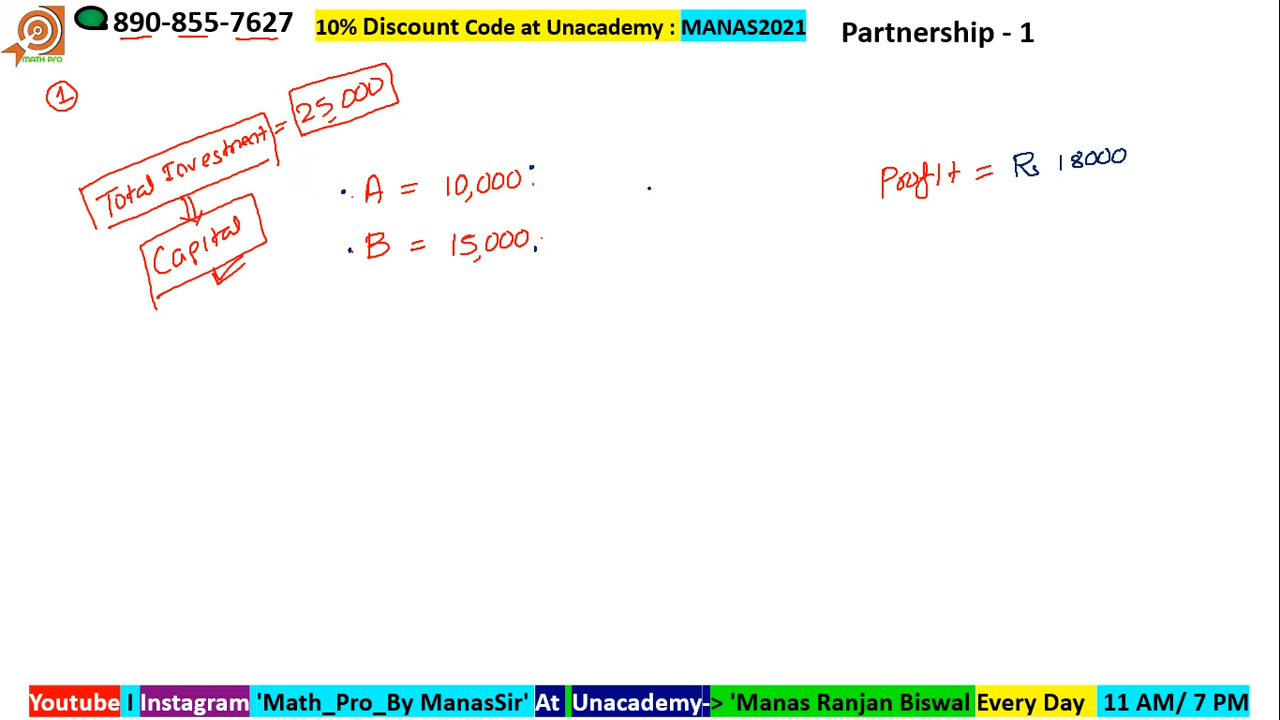 MATH PRO
890-855-7627
10% Discount Code at Unacademy : MANAS2021
Partnership - 1
1
Total Investment = 25,000
Capital
A = 10,000
B = 15,000
Profit = Rs 18000
Youtube I Instagram 'Math_Pro_By ManasSir' At Unacademy-> 'Manas Ranjan Biswal Every Day 11 AM/ 7 PM